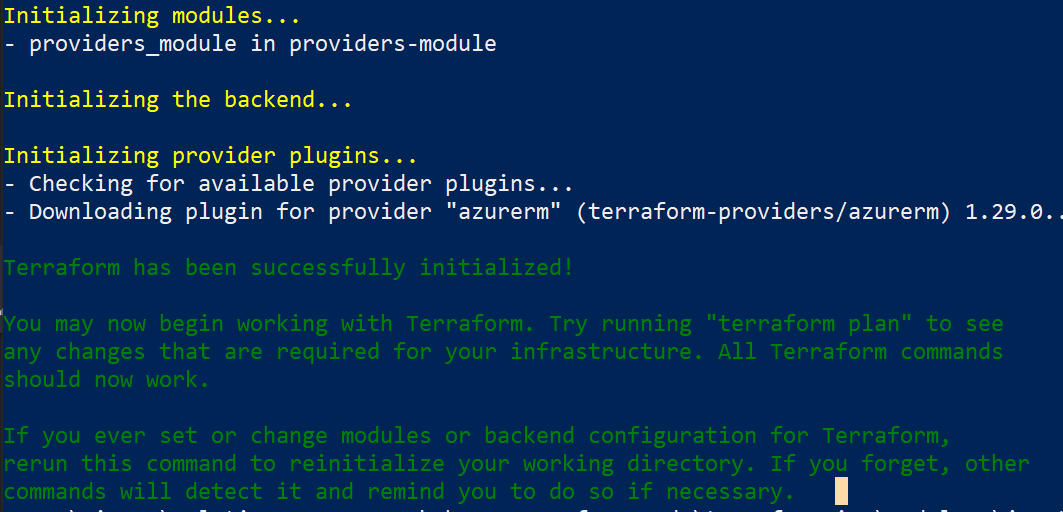 Initializing modules...
- providers_module in providers-module
Initializing the backend...
Initializing provider plugins...
- Checking for available provider plugins...
- Downloading plugin for provider "azurerm" (terraform-providers/azurerm) 1.29.0..
Terraform has been successfully initialized!
You may now begin working with Terraform. Try running "terraform plan" to see
any changes that are required for your infrastructure. All Terraform commands
should now work.
If you ever set or change modules or backend configuration for Terraform,
rerun this command to reinitialize your working directory. If you forget, other
commands will detect it and remind you to do so if necessary.